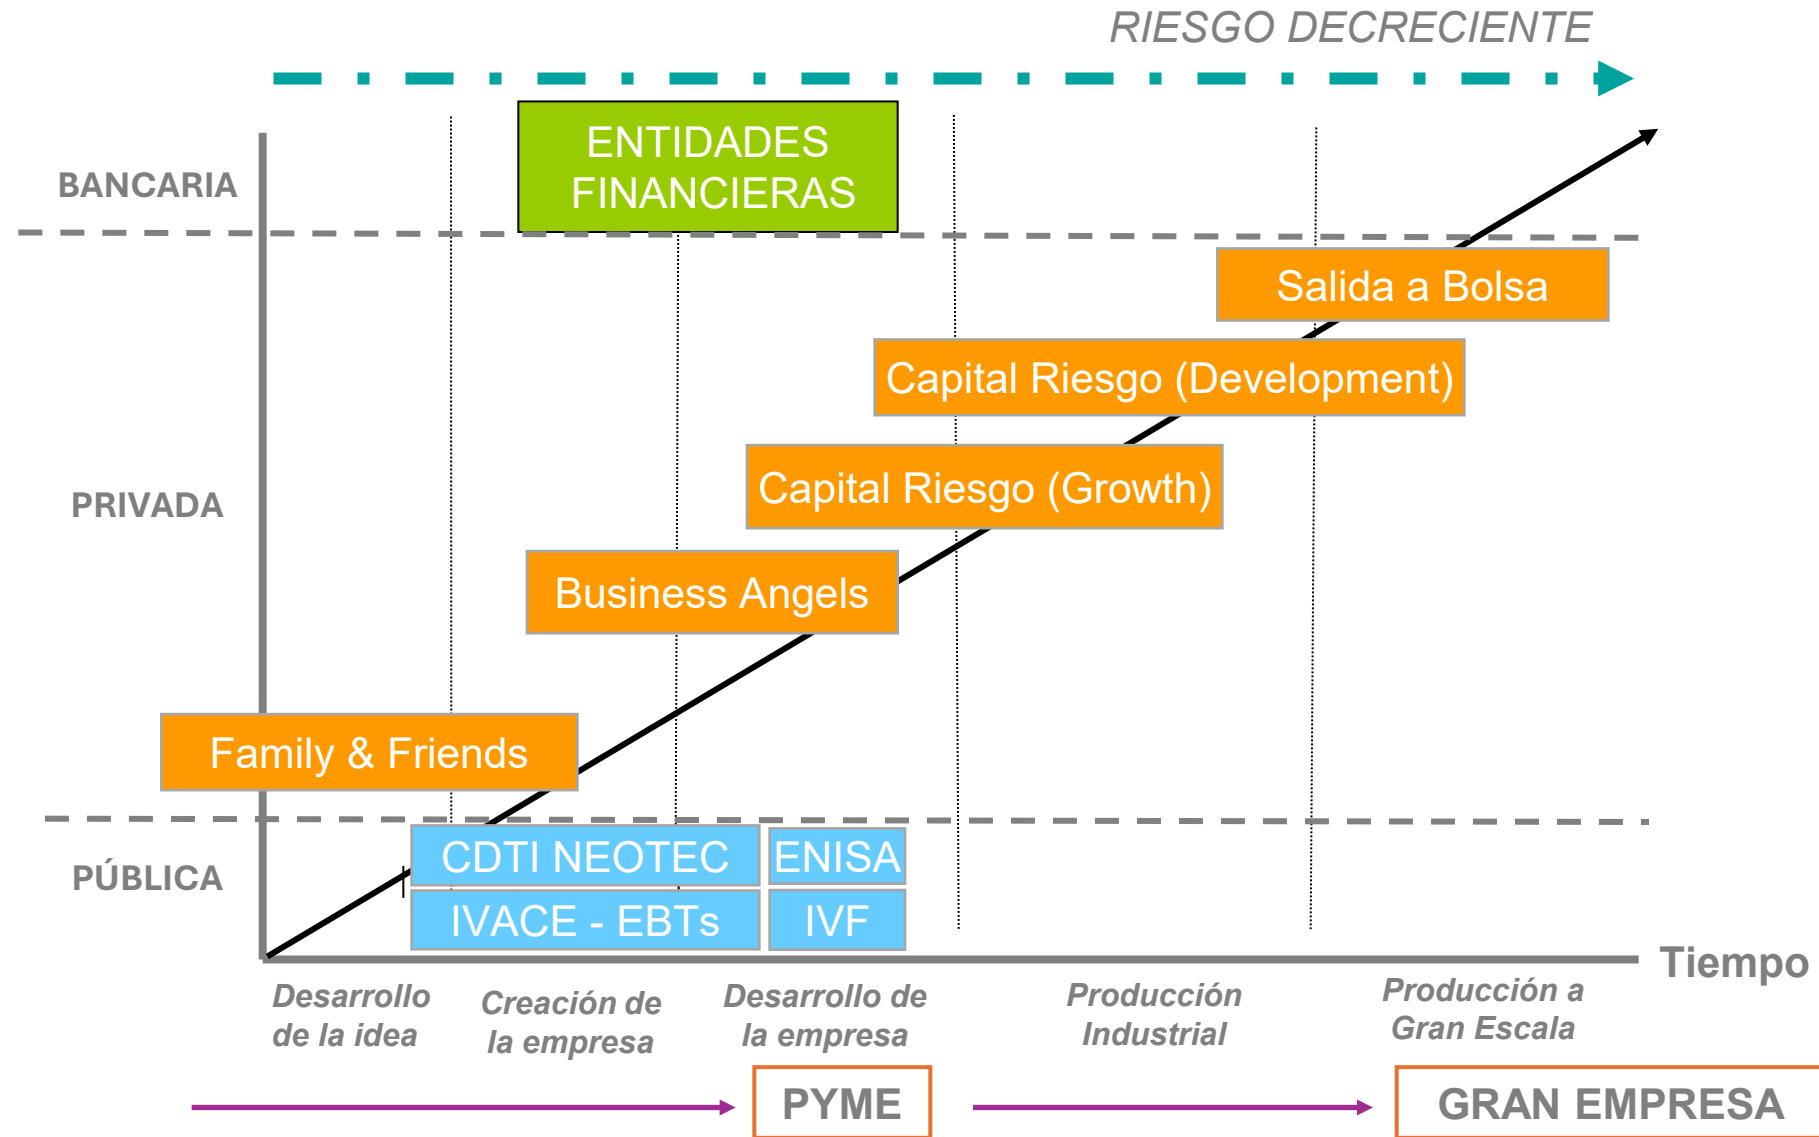 RIESGO DECRECIENTE
ENTIDADES
FINANCIERAS
BANCARIA
Salida a Bolsa
Capital Riesgo (Development)
Capital Riesgo (Growth)
PRIVADA
Business Angels
Family & Friends
PÚBLICA
CDTI NEOTEC
ENISA
IVACE - EBTs
IVF
Tiempo
Desarrollo
de la idea
Creación de
la empresa
Desarrollo de
la empresa
Producción
Industrial
Producción a
Gran Escala
PYME
GRAN EMPRESA